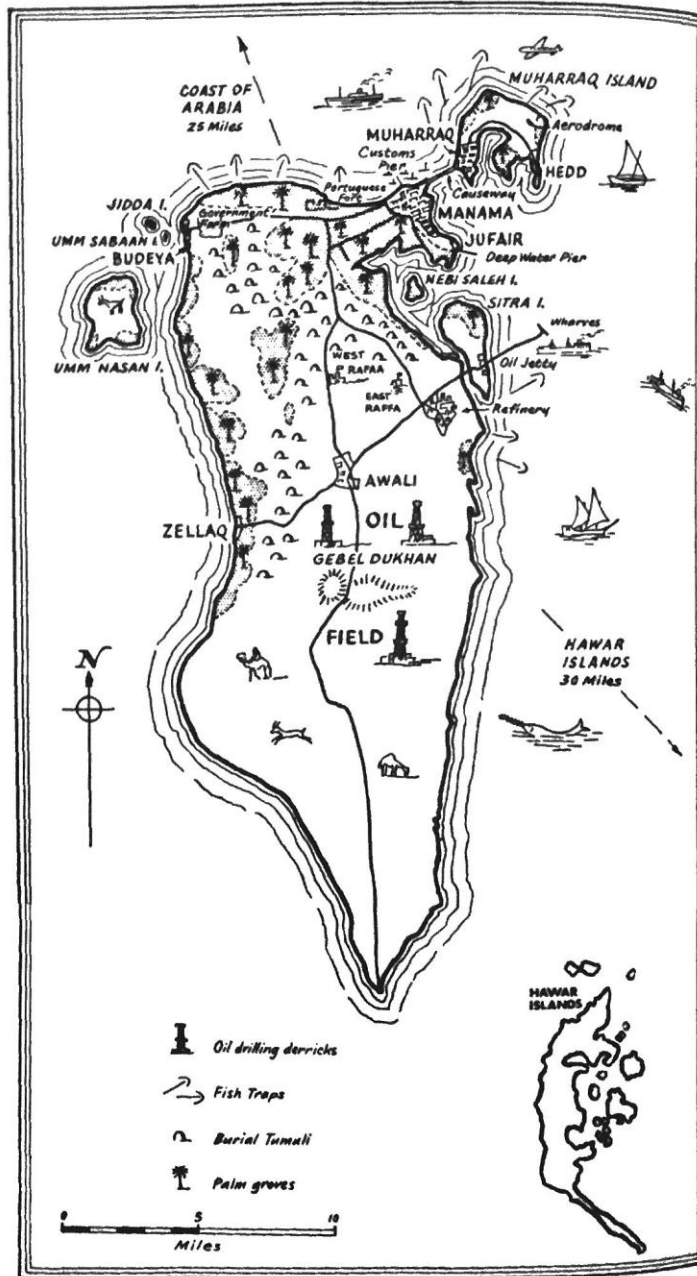 COAST OF
ARABIA
25 Miles
MUHARRAQ ISLAND
MUHARRAQ
Aerodrome
Customs
Pier
HEDD
Portuguese
Fort
Causeway
JIDDA I.
Government
Farm
MANAMA
UMM SABAAN I.
JUFAIR
BUDEYA
Deep Water Pier
NEBI SALEH I.
SITRA I.
Wharves
WEST RAFAA
Oil Jetty
UMM NASAN I.
EAST
RAFFA
Refinery
AWALI
ZELLAQ
OIL
GEBEL DUKHAN
FIELD
HAWAR
ISLANDS
30 Miles
N
HAWAR
ISLANDS
Oil drilling derricks
Fish Traps
Burial Tumuli
Palm groves
0 5 10
Miles